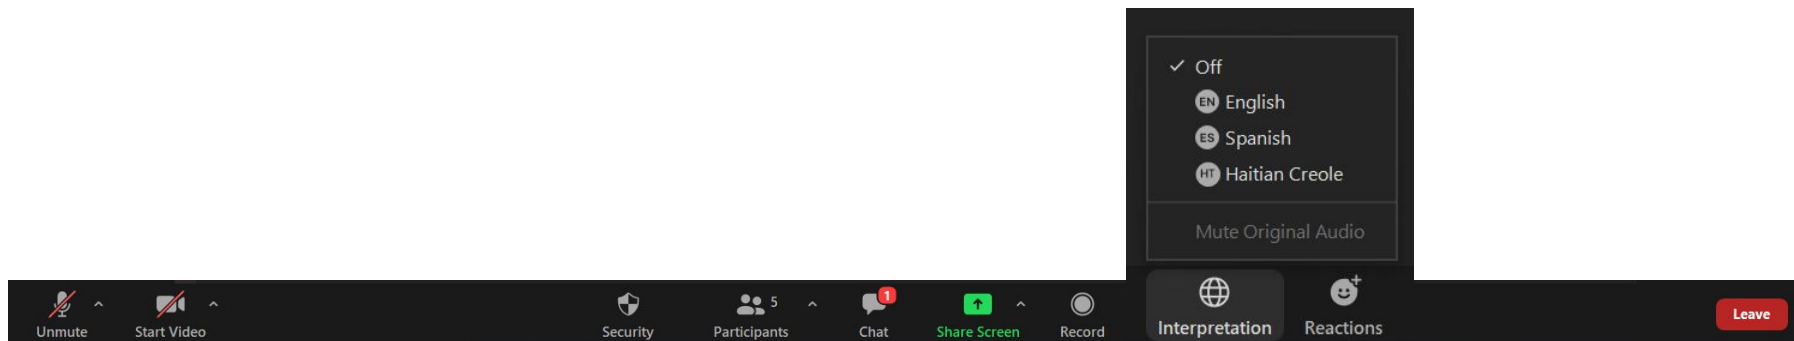 Off
EN English
ES Spanish
HT Haitian Creole
Mute Original Audio
Unmute
Start Video
Security
Participants 5
Chat 1
Share Screen
Record
Interpretation
Reactions
Leave